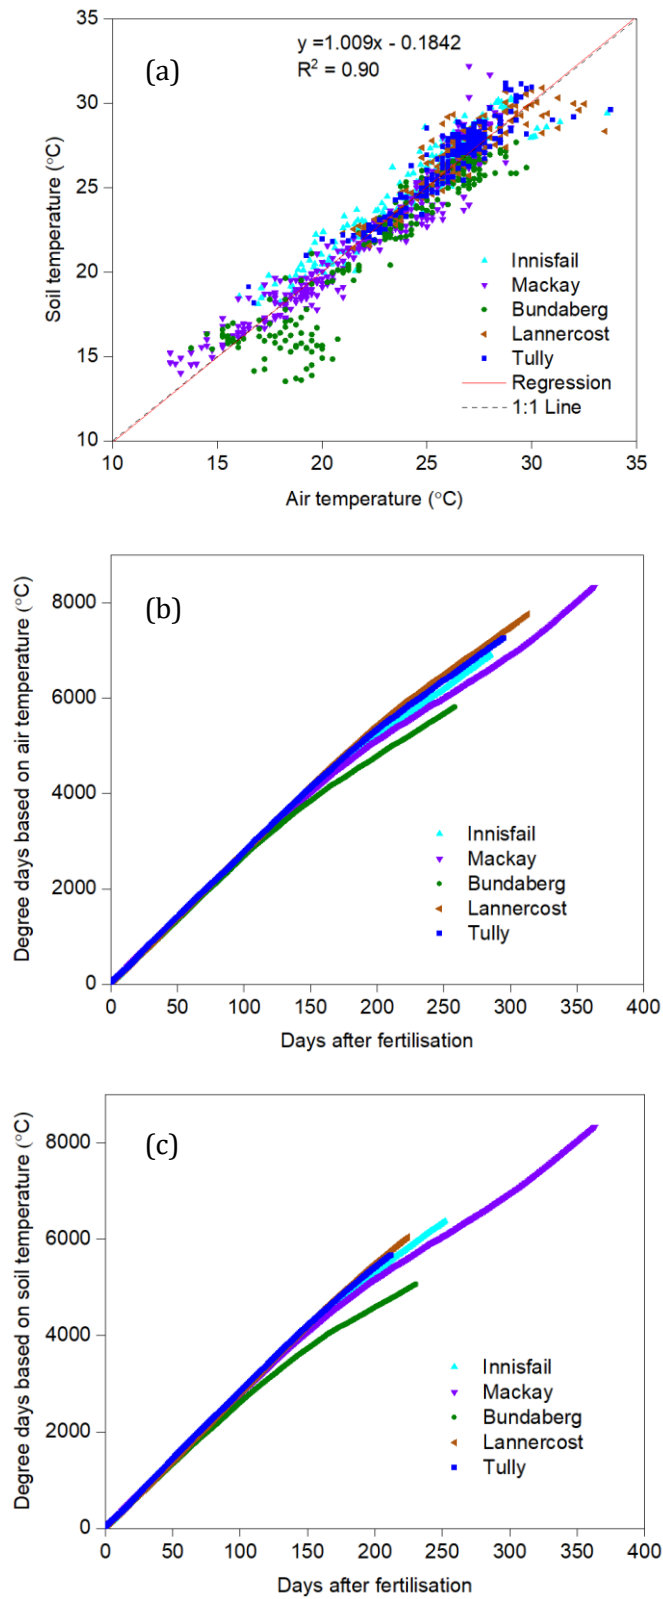 (a)
y =1.009x - 0.1842
R² = 0.90
35
30
25
20
15
10
Soil temperature (°C)
Innisfail
Mackay
Bundaberg
Lannercost
Tully
Regression
1:1 Line
10 15 20 25 30 35
Air temperature (°C)
(b)
8000
6000
4000
2000
0
Degree days based on air temperature (°C)
Innisfail
Mackay
Bundaberg
Lannercost
Tully
0 50 100 150 200 250 300 350 400
Days after fertilisation
(c)
8000
6000
4000
2000
0
Degree days based on soil temperature (°C)
Innisfail
Mackay
Bundaberg
Lannercost
Tully
0 50 100 150 200 250 300 350 400
Days after fertilisation